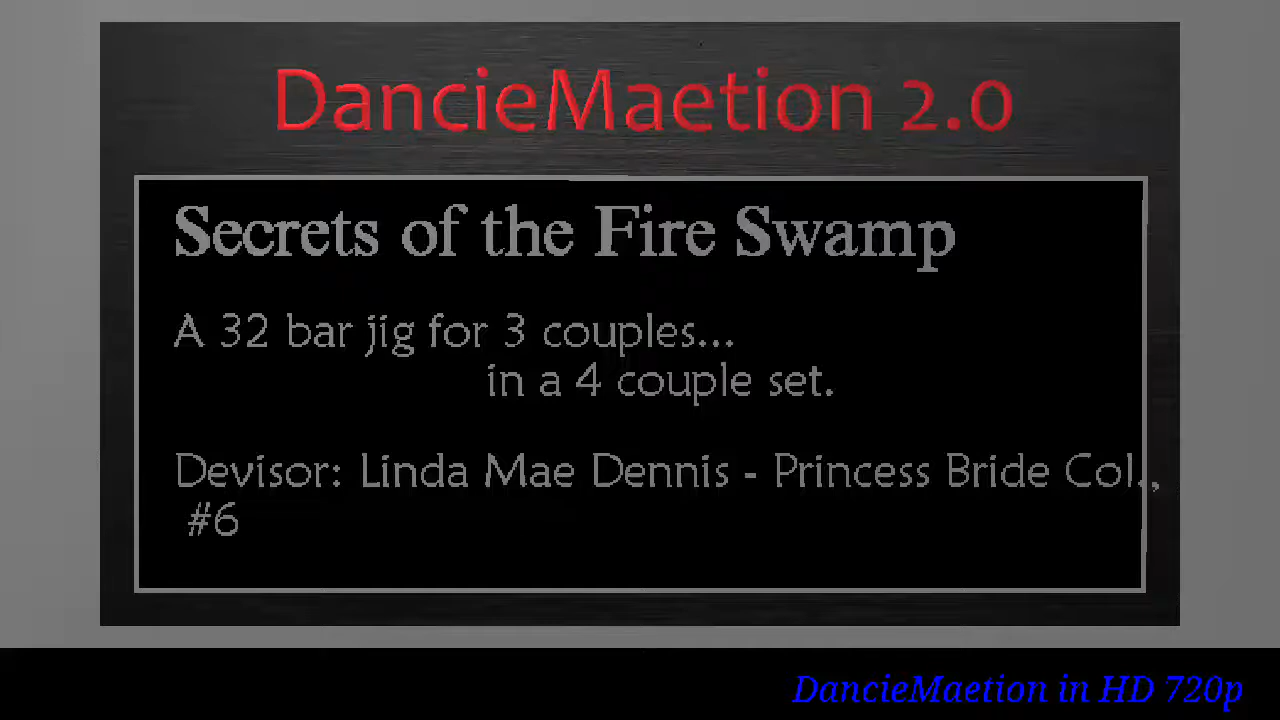 DancieMaetion 2.0
Secrets of the Fire Swamp
A 32 bar jig for 3 couples...
in a 4 couple set.
Devisor: Linda Mae Dennis - Princess Bride Col.,
#6
DancieMaetion in HD 720p